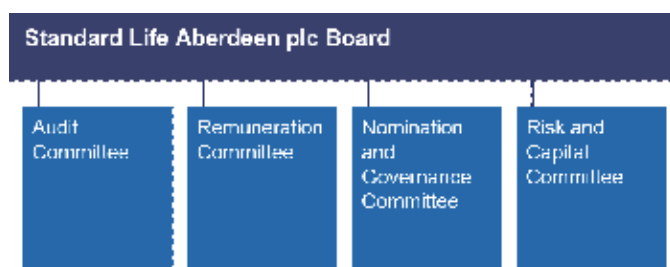 Standard Life Aberdeen plc Board
Audit
Committee
Remuneration
Committee
Nomination
and
Governance
Committee
Risk and
Capital
Committee